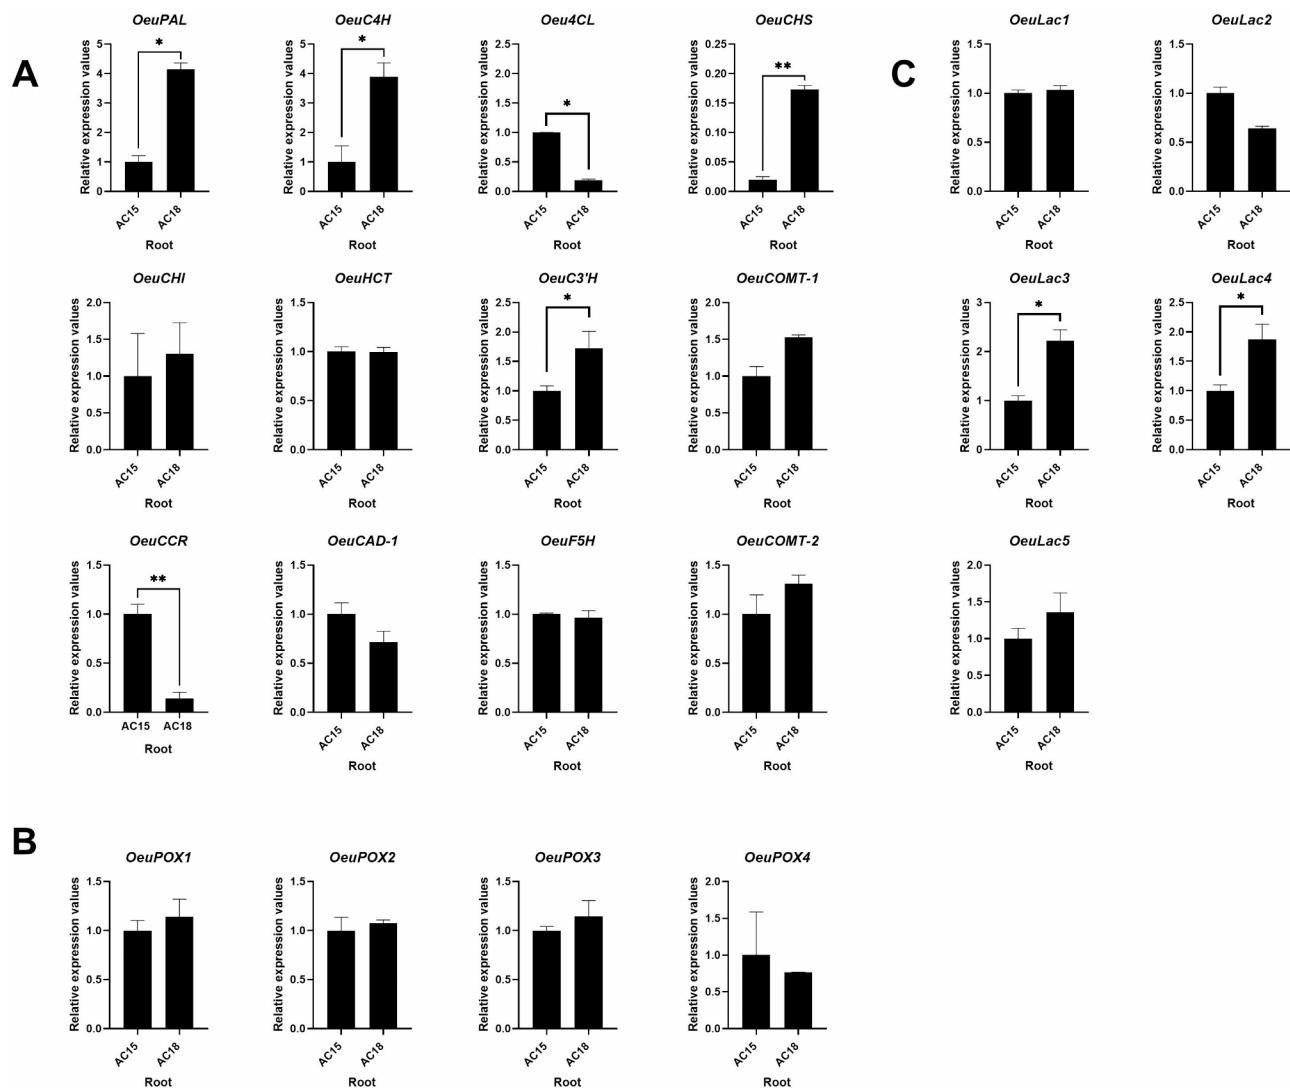 A
OeuPAL
Relative expression values
5
4
3
2
1
0
*
AC15
AC18
Root
OeuC4H
Relative expression values
5
4
3
2
1
0
*
AC15
AC18
Root
Oeu4CL
Relative expression values
2.0
1.5
1.0
0.5
0.0
*
AC15
AC18
Root
OeuCHS
Relative expression values
0.25
0.20
0.15
0.10
0.05
0.00
**
AC15
AC18
Root
OeuCHI
Relative expression values
2.0
1.5
1.0
0.5
0.0
AC15
AC18
Root
OeuHCT
Relative expression values
1.5
1.0
0.5
0.0
AC15
AC18
Root
OeuC3'H
Relative expression values
2.5
2.0
1.5
1.0
0.5
0.0
*
AC15
AC18
Root
OeuCOMT-1
Relative expression values
2.0
1.5
1.0
0.5
0.0
AC15
AC18
Root
OeuCCR
Relative expression values
1.5
1.0
0.5
0.0
**
AC15 AC18
Root
OeuCAD-1
Relative expression values
1.5
1.0
0.5
0.0
AC15
AC18
Root
OeuF5H
Relative expression values
1.5
1.0
0.5
0.0
AC15
AC18
Root
OeuCOMT-2
Relative expression values
1.5
1.0
0.5
0.0
AC15
AC18
Root
B
OeuPOX1
Relative expression values
1.5
1.0
0.5
0.0
AC15
AC18
Root
OeuPOX2
Relative expression values
1.5
1.0
0.5
0.0
AC15
AC18
Root
OeuPOX3
Relative expression values
1.5
1.0
0.5
0.0
AC15
AC18
Root
OeuPOX4
Relative expression values
2.0
1.5
1.0
0.5
0.0
AC15
AC18
Root
C
OeuLac1
Relative expression values
1.5
1.0
0.5
0.0
AC15
AC18
Root
OeuLac2
Relative expression values
1.5
1.0
0.5
0.0
AC15
AC18
Root
OeuLac3
Relative expression values
3
2
1
0
*
AC15
AC18
Root
OeuLac4
Relative expression values
2.5
2.0
1.5
1.0
0.5
0.0
*
AC15
AC18
Root
OeuLac5
Relative expression values
2.0
1.5
1.0
0.5
0.0
AC15
AC18
Root